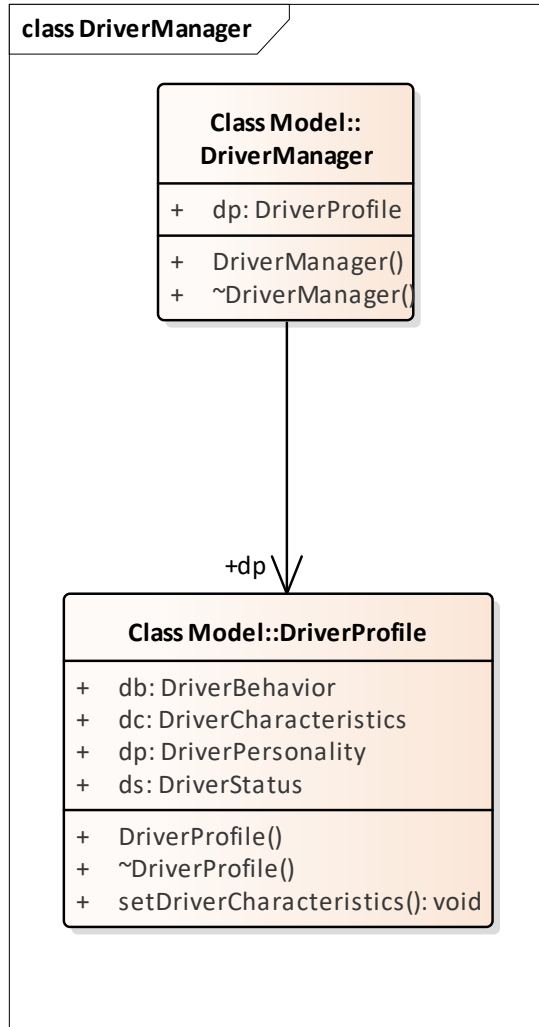 class DriverManager
Class Model::
DriverManager
+ dp: DriverProfile
+ DriverManager()
+ ~DriverManager()
+dp
Class Model::DriverProfile
+ db: DriverBehavior
+ dc: DriverCharacteristics
+ dp: DriverPersonality
+ ds: DriverStatus
+ DriverProfile()
+ ~DriverProfile()
+ setDriverCharacteristics(): void